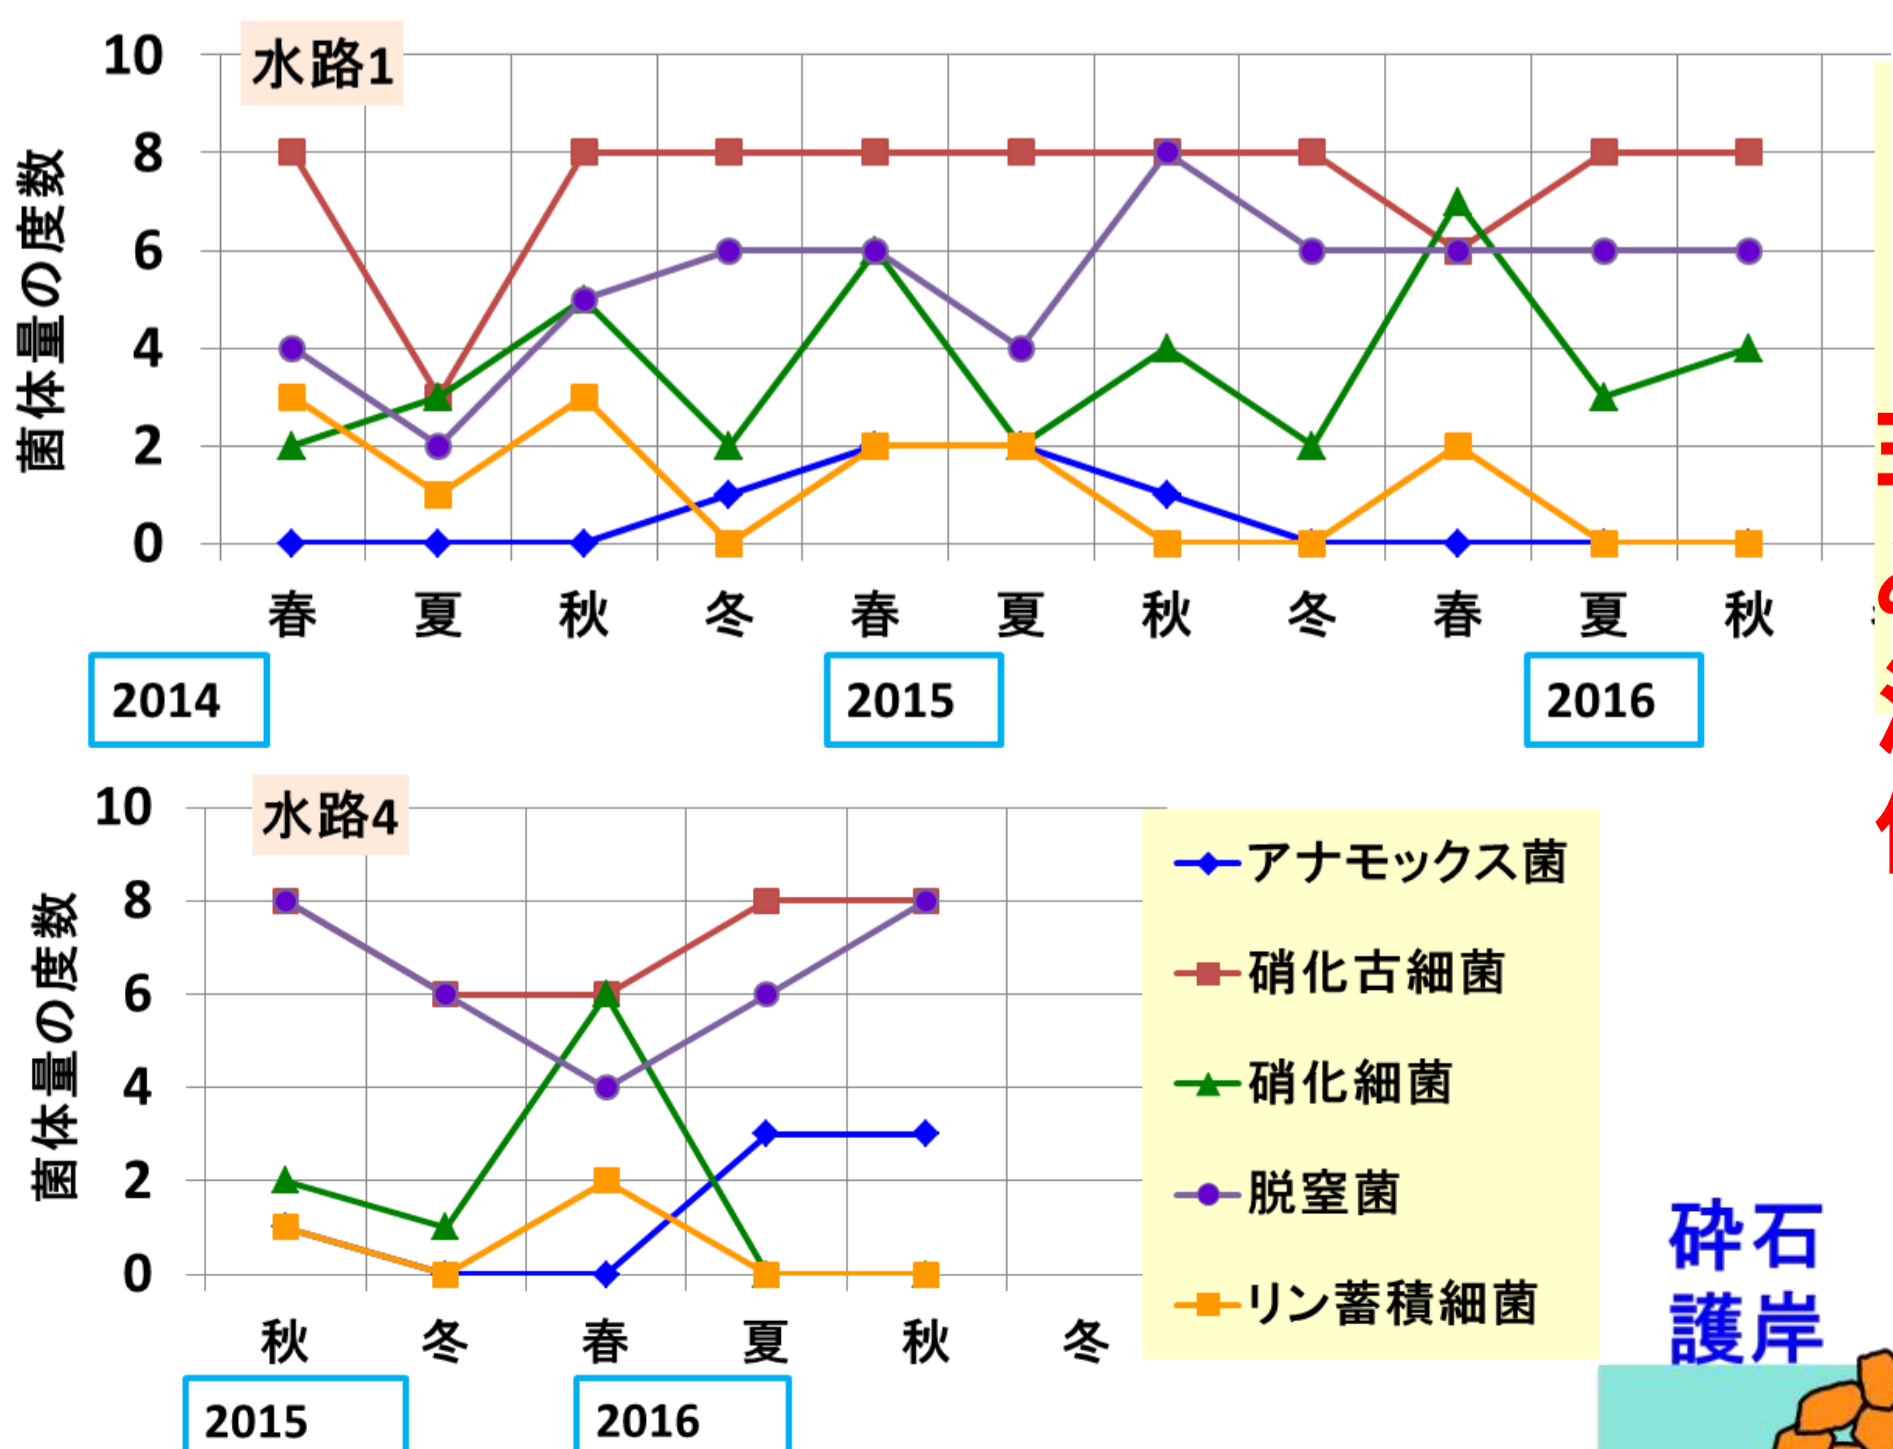 水路1
菌体量の度数
10
8
6
4
2
0
春 夏 秋 冬 春 夏 秋 冬 春 夏 秋
2014 2015 2016
水路4
菌体量の度数
10
8
6
4
2
0
秋 冬 春 夏 秋 冬
2015 2016
アナモックス菌
硝化古細菌
硝化細菌
脱窒菌
リン蓄積細菌
砕石
護岸